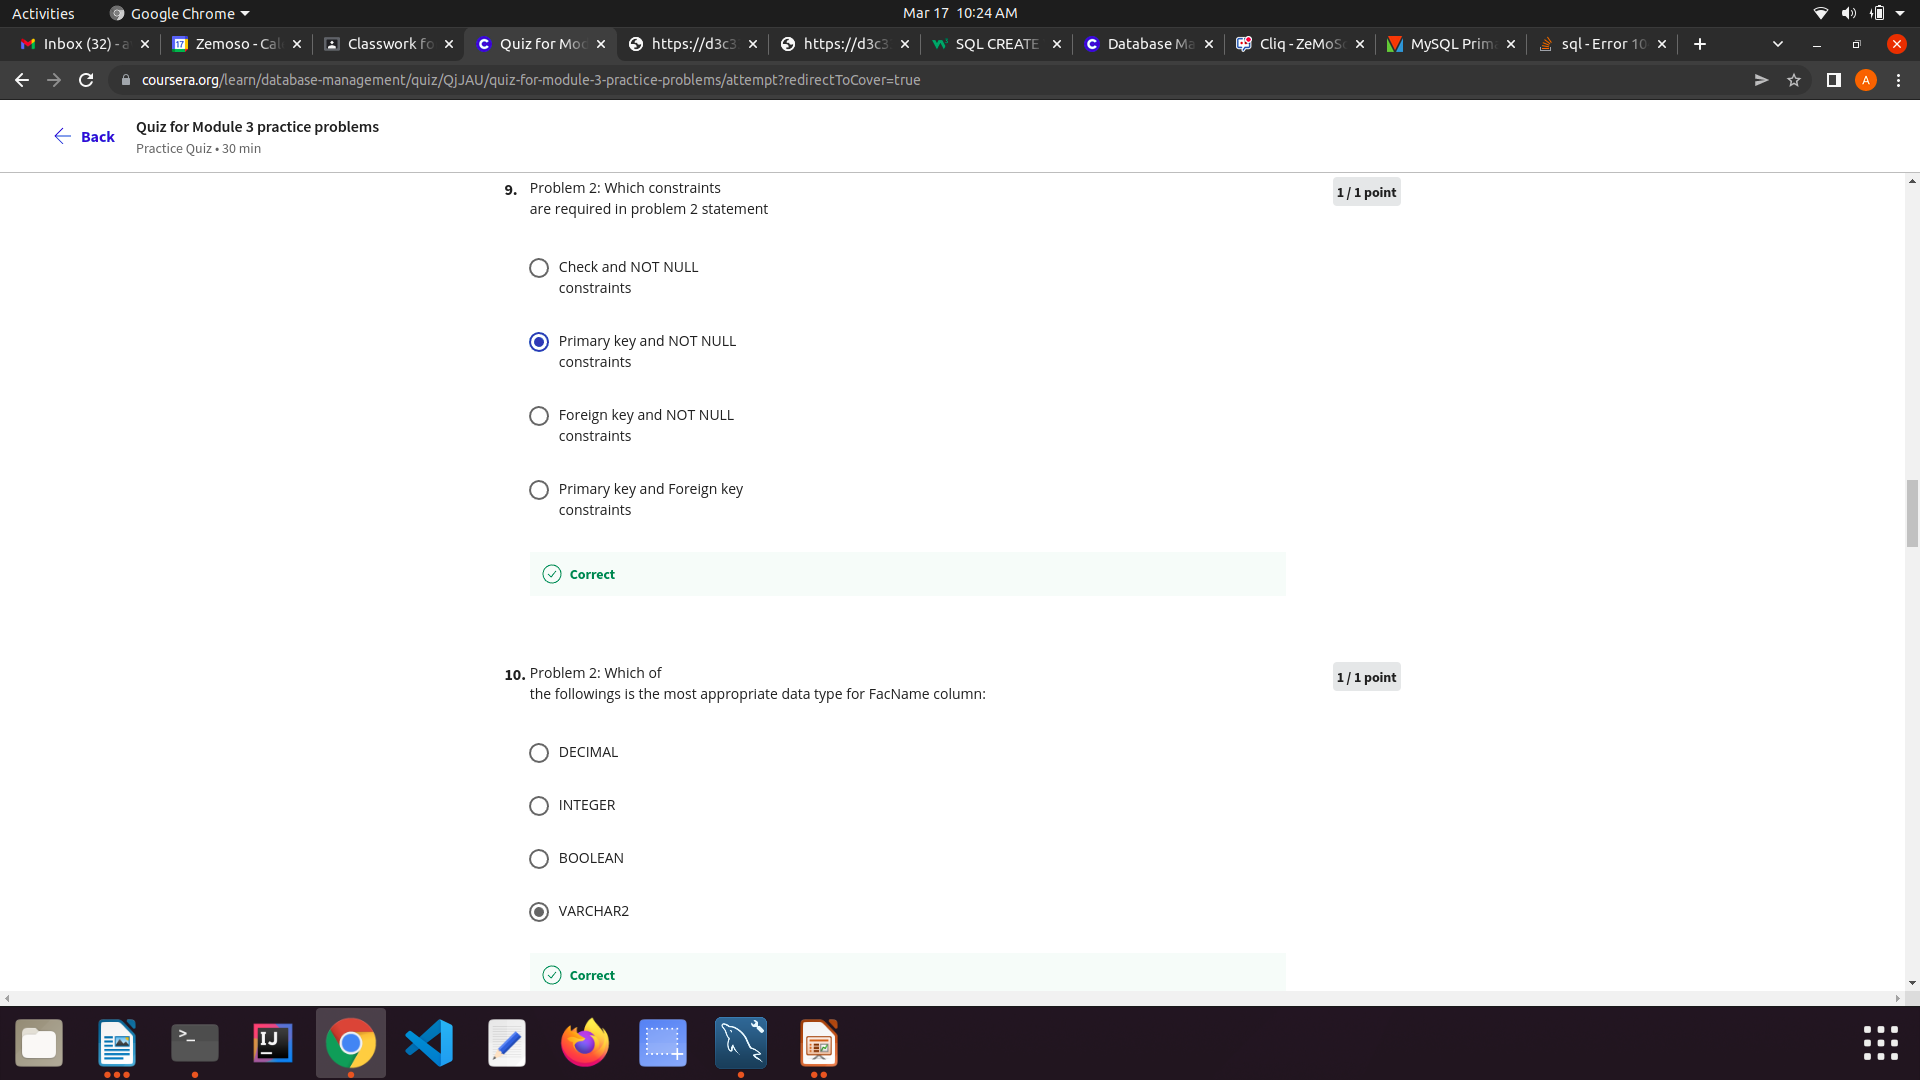 Activities
Google Chrome
Mar 17 10:24 AM
Inbox (32) - a
Zemoso - Cal
Classwork fo
Quiz for Mod
https://d3c3
https://d3c3
SQL CREATE
Database Ma
Cliq - ZeMoSo
MySQL Prima
sql - Error 10
coursera.org/learn/database-management/quiz/QjJAU/quiz-for-module-3-practice-problems/attempt?redirectToCover=true
A
Back
Quiz for Module 3 practice problems
Practice Quiz • 30 min
9. Problem 2: Which constraints
are required in problem 2 statement
1 / 1 point
Check and NOT NULL
constraints
Primary key and NOT NULL
constraints
Foreign key and NOT NULL
constraints
Primary key and Foreign key
constraints
Correct
10. Problem 2: Which of
the followings is the most appropriate data type for FacName column:
1 / 1 point
DECIMAL
INTEGER
BOOLEAN
VARCHAR2
Correct
>_
IJ